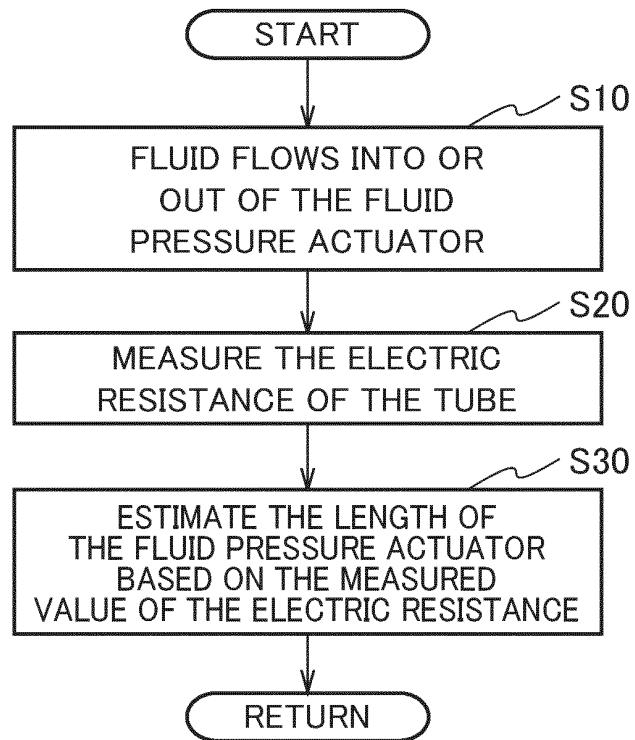 START
S10
FLUID FLOWS INTO OR
OUT OF THE FLUID
PRESSURE ACTUATOR
S20
MEASURE THE ELECTRIC
RESISTANCE OF THE TUBE
S30
ESTIMATE THE LENGTH OF
THE FLUID PRESSURE ACTUATOR
BASED ON THE MEASURED
VALUE OF THE ELECTRIC RESISTANCE
RETURN